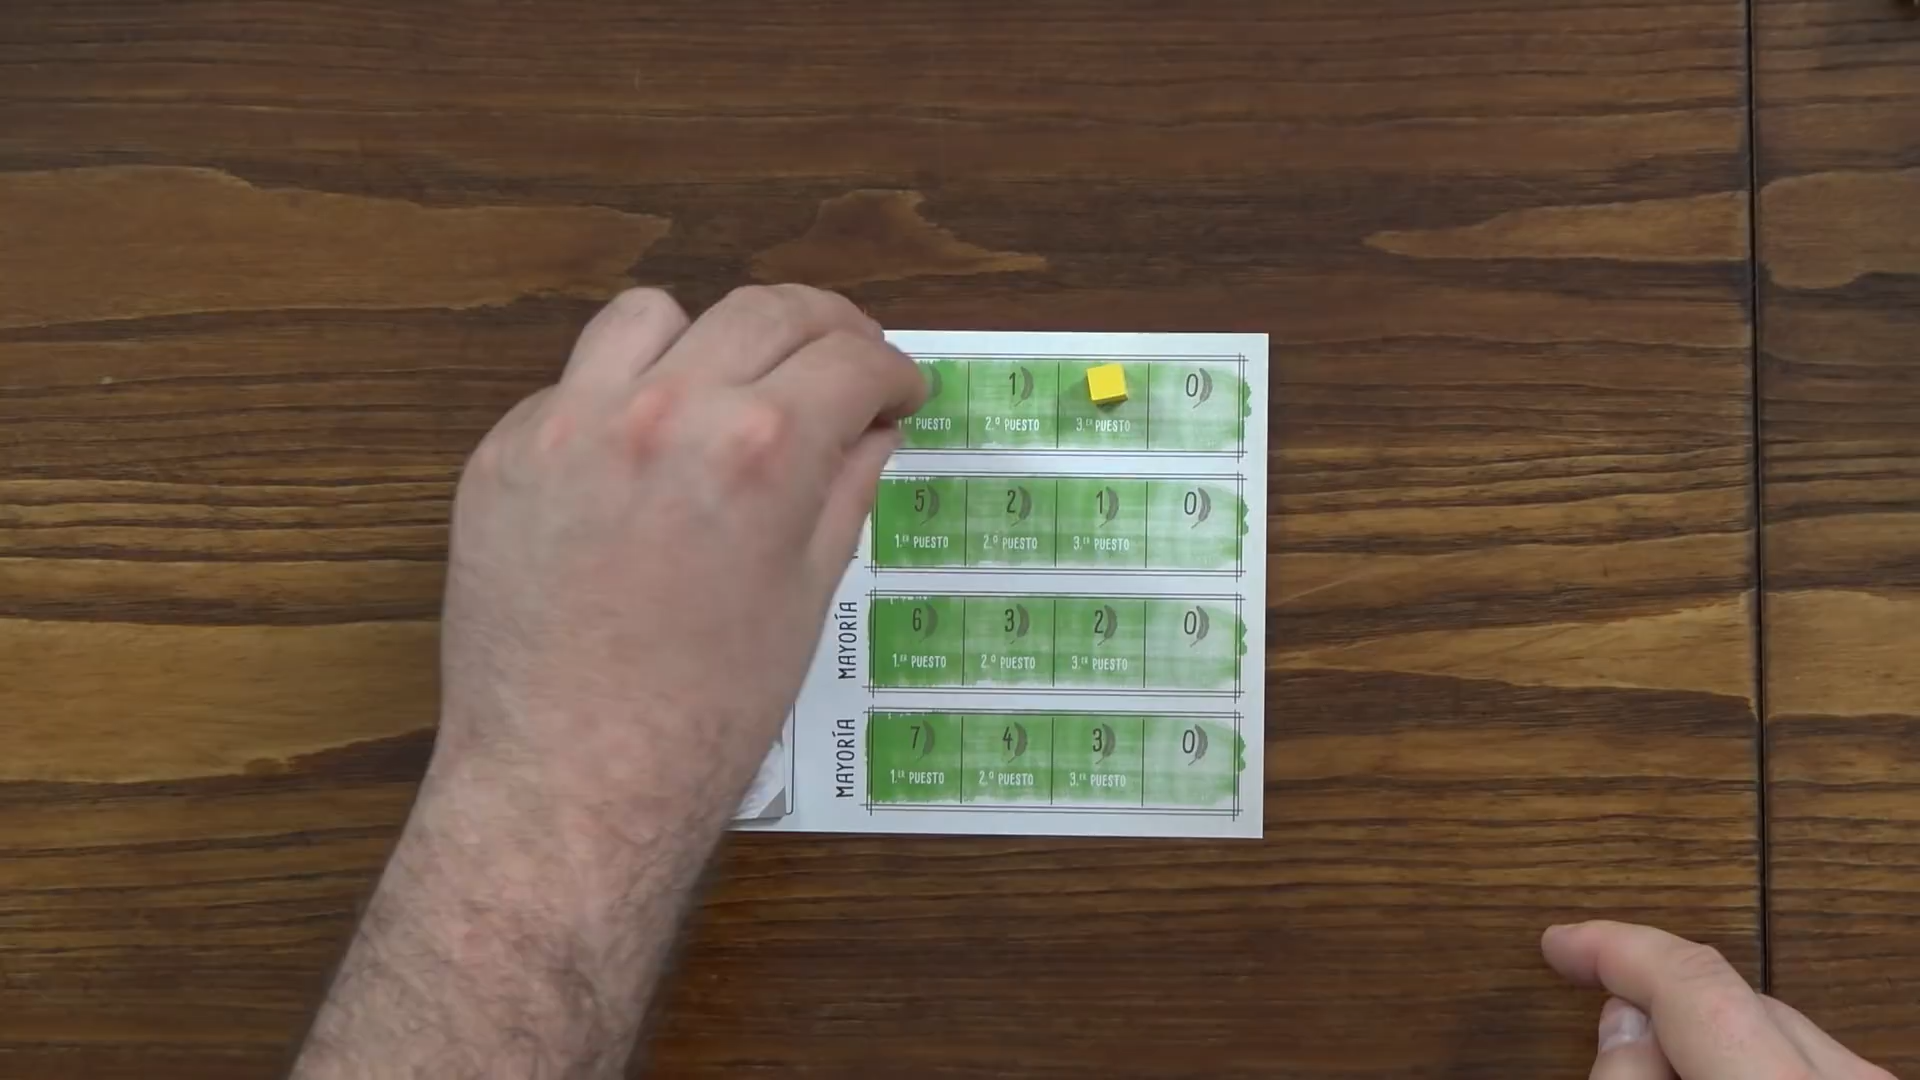 1 0
PUESTO 2.º PUESTO 3.ER PUESTO
5 2 1 0
1.ER PUESTO 2.º PUESTO 3.ER PUESTO
MAYORÍA
6 3 2 0
1.ER PUESTO 2.º PUESTO 3.ER PUESTO
MAYORÍA
7 4 3 0
1.ER PUESTO 2.º PUESTO 3.ER PUESTO